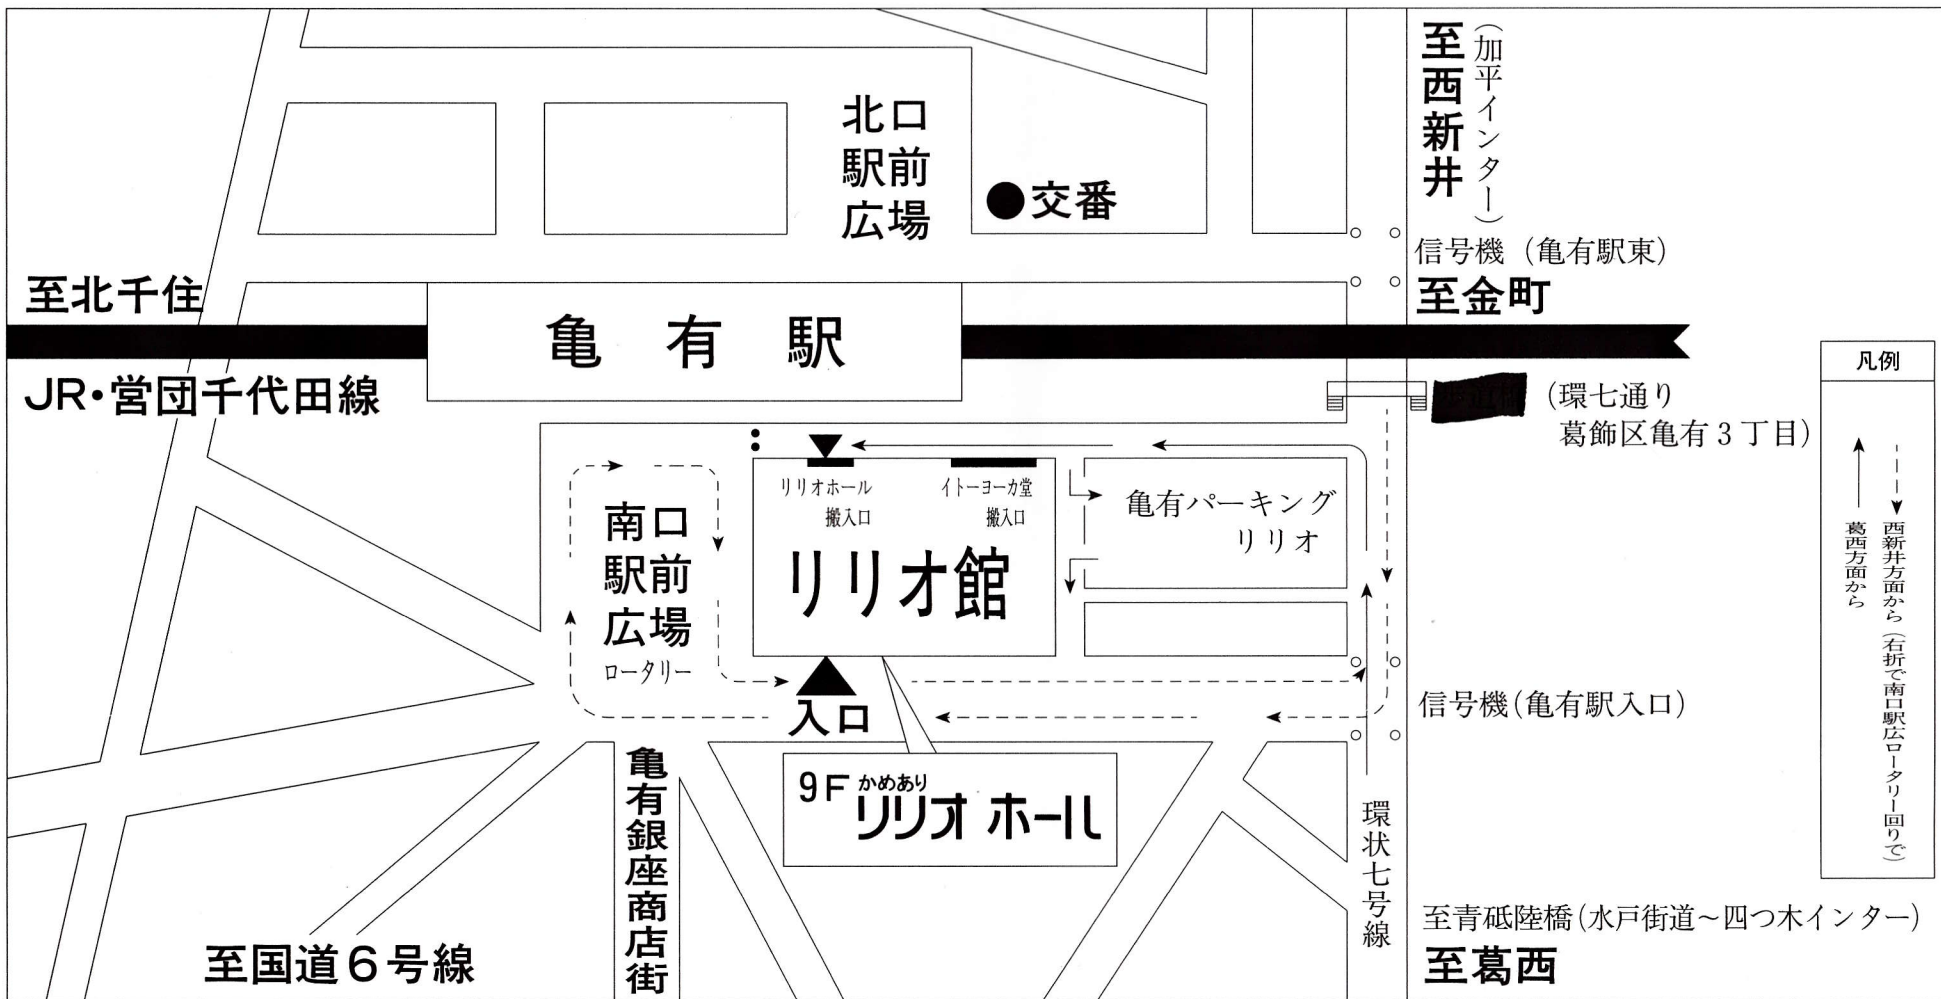 至西新井
(加平インター)
北口
駅前
広場
●交番
信号機（亀有駅東）
至北千住
至金町
亀有駅
JR・営団千代田線
（環七通り
葛飾区亀有３丁目）
凡例
西新井方面から（右折で南口駅広ロータリー回りで）
葛西方面から
リリオホール
搬入口
イトーヨーカ堂
搬入口
亀有パーキング
リリオ
南口
駅前
広場
ロータリー
リリオ館
入口
信号機(亀有駅入口)
9F かめあり
リリオ ホール
亀有銀座商店街
環状七号線
至国道６号線
至青砥陸橋(水戸街道～四つ木インター)
至葛西